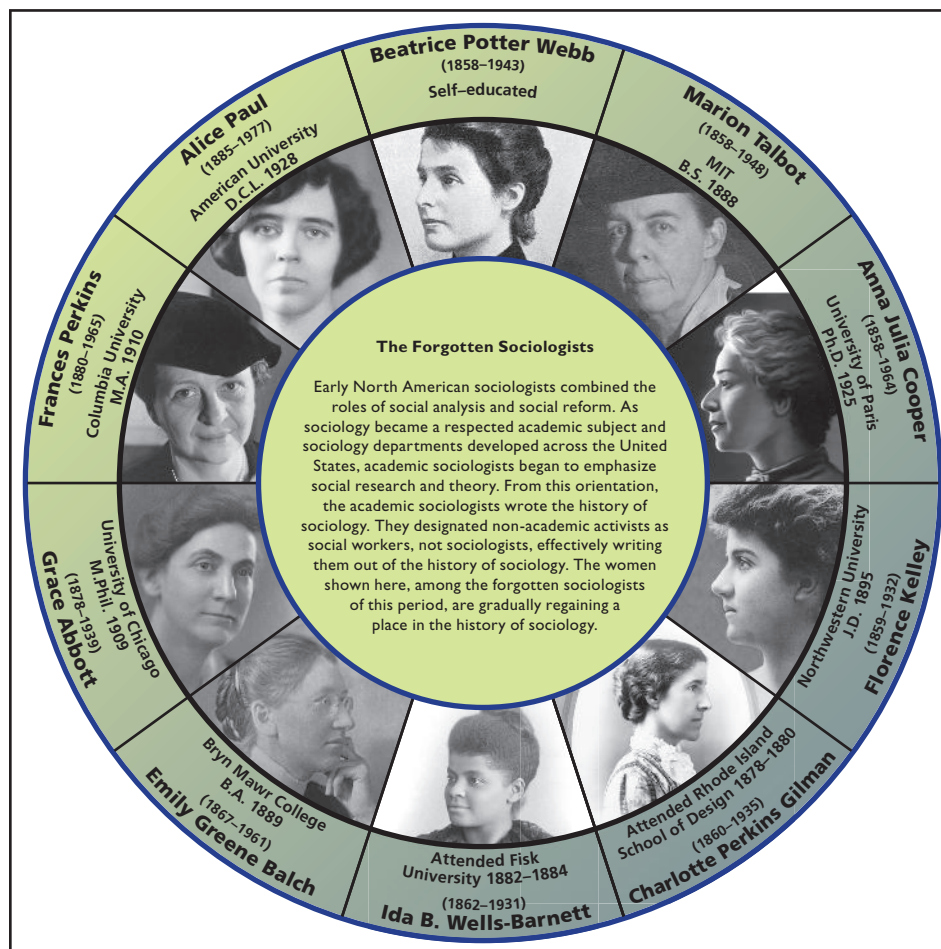 Beatrice Potter Webb
(1858–1943)
Self–educated
Marion Talbot
(1858–1948)
MIT
B.S. 1888
Anna Julia Cooper
(1858–1964)
University of Paris
Ph.D. 1925
Florence Kelley
(1859–1932)
Northwestern University
J.D. 1895
Attended Rhode Island
School of Design 1878–1880
(1860–1935)
Charlotte Perkins Gilman
Attended Fisk
University 1882–1884
(1862–1931)
Ida B. Wells-Barnett
Bryn Mawr College
B.A. 1889
(1867–1961)
Emily Greene Balch
University of Chicago
M.Phil. 1909
(1878–1939)
Grace Abbott
Frances Perkins
(1880–1965)
Columbia University
M.A. 1910
Alice Paul
(1885–1977)
American University
D.C.L. 1928
The Forgotten Sociologists
Early North American sociologists combined the
roles of social analysis and social reform. As
sociology became a respected academic subject and
sociology departments developed across the United
States, academic sociologists began to emphasize
social research and theory. From this orientation,
the academic sociologists wrote the history of
sociology. They designated non-academic activists as
social workers, not sociologists, effectively writing
them out of the history of sociology. The women
shown here, among the forgotten sociologists
of this period, are gradually regaining a
place in the history of sociology.